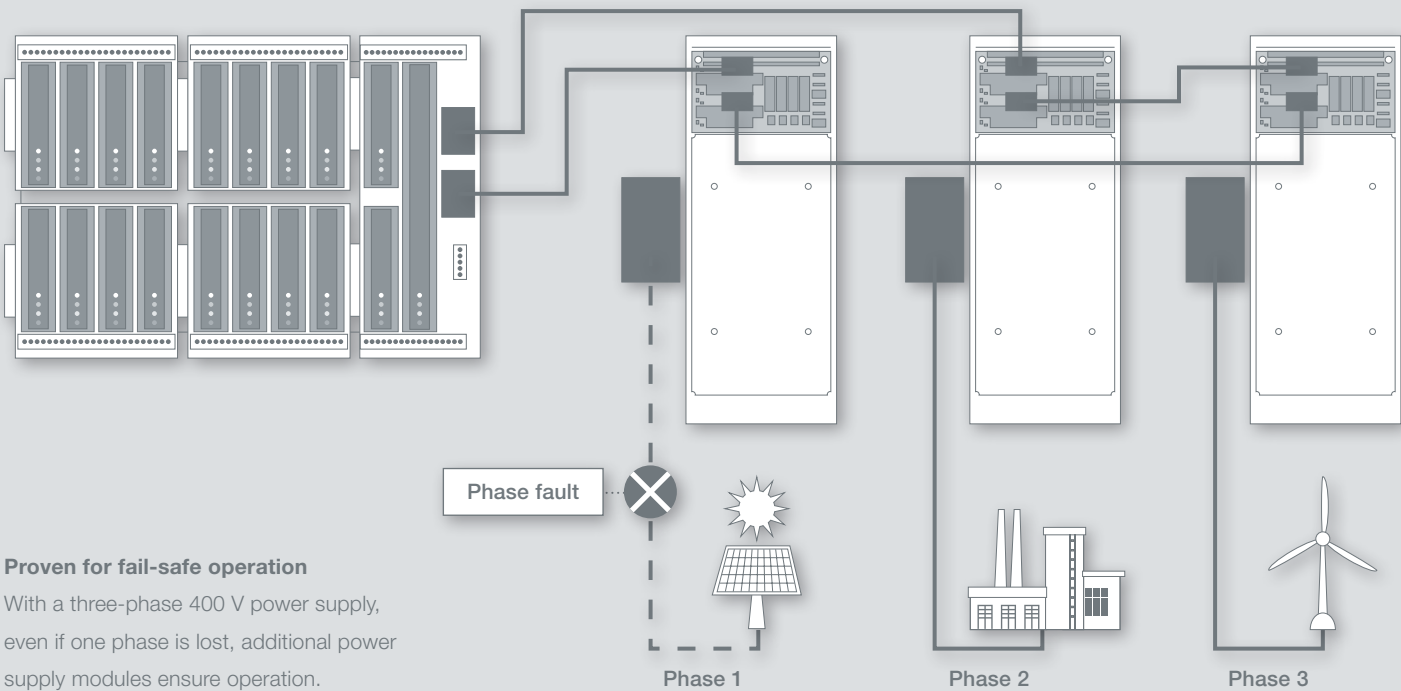 Phase fault
Proven for fail-safe operation
With a three-phase 400 V power supply,
even if one phase is lost, additional power
supply modules ensure operation.
Phase 1
Phase 2
Phase 3